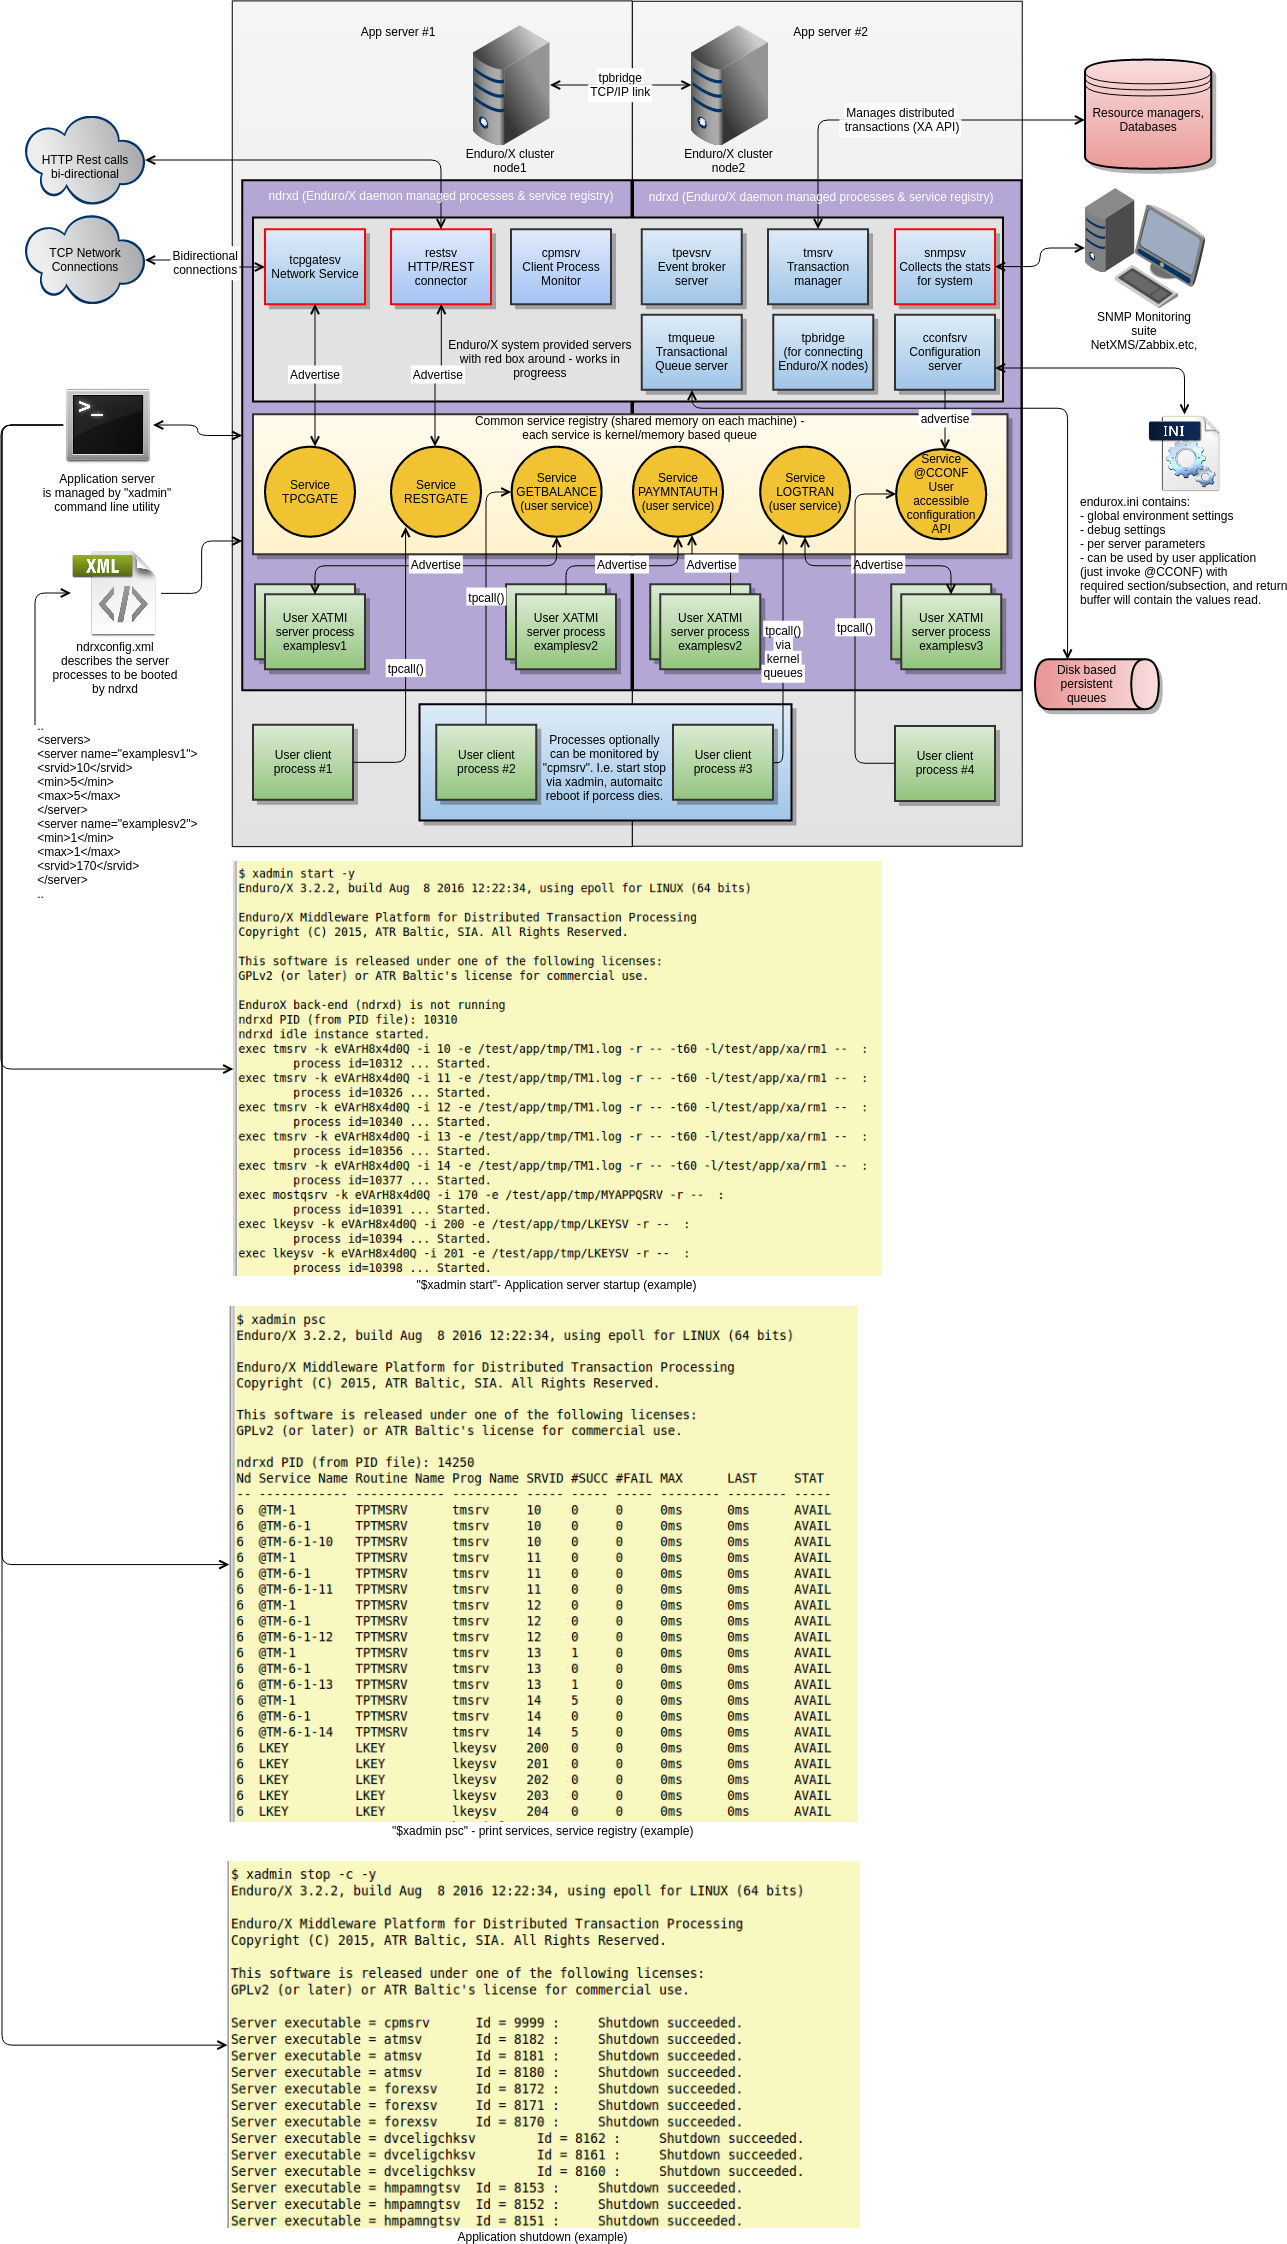 App server #1
App server #2
tpbridge
TCP/IP link
Enduro/X cluster
node1
Enduro/X cluster
node2
Manages distributed
transactions (XA API)
Resource managers,
Databases
HTTP Rest calls
bi-directional
TCP Network
Connections
Bidirectional
connections
ndrxd (Enduro/X daemon managed processes & service registry)
ndrxd (Enduro/X daemon managed processes & service registry)
tcpgatesv
Network Service
restsv
HTTP/REST
connector
cpmsrv
Client Process
Monitor
tpevsrv
Event broker
server
tmsrv
Transaction
manager
snmpsv
Collects the stats
for system
SNMP Monitoring
suite
NetXMS/Zabbix.etc,
tmqueue
Transactional
Queue server
tpbridge
(for connecting
Enduro/X nodes)
cconfsrv
Configuration
server
Enduro/X system provided servers
with red box around - works in
progreess
Advertise
Advertise
advertise
Common service registry (shared memory on each machine) -
each service is kernel/memory based queue
Service
TPCGATE
Service
RESTGATE
Service
GETBALANCE
(user service)
Service
PAYMNTAUTH
(user service)
Service
LOGTRAN
(user service)
Service
@CCONF
User
accessible
configuration
API
>_
Application server
is managed by "xadmin"
command line utility
INI
endurox.ini contains:
- global environment settings
- debug settings
- per server parameters
- can be used by user application
(just invoke @CCONF) with
required section/subsection, and return
buffer will contain the values read.
XML
</>
ndrxconfig.xml
describes the server
processes to be booted
by ndrxd
Advertise
Advertise
Advertise
Advertise
User XATMI
server process
examplesv1
User XATMI
server process
examplesv2
User XATMI
server process
examplesv2
User XATMI
server process
examplesv3
tpcall()
tpcall()
tpcall()
via
kernel
queues
tpcall()
Disk based
persistent
queues
User client
process #1
User client
process #2
Processes optionally
can be monitored by
"cpmsrv". I.e. start stop
via xadmin, automaitc
reboot if porcess dies.
User client
process #3
User client
process #4
..
<servers>
<server name="examplesv1">
<srvid>10</srvid>
<min>5</min>
<max>5</max>
</server>
<server name="examplesv2">
<min>1</min>
<max>1</max>
<srvid>170</srvid>
</server>
..
$ xadmin start -y
Enduro/X 3.2.2, build Aug  8 2016 12:22:34, using epoll for LINUX (64 bits)
Enduro/X Middleware Platform for Distributed Transaction Processing
Copyright (C) 2015, ATR Baltic, SIA. All Rights Reserved.
This software is released under one of the following licenses:
GPLv2 (or later) or ATR Baltic's license for commercial use.
EnduroX back-end (ndrxd) is not running
ndrxd PID (from PID file): 10310
ndrxd idle instance started.
exec tmsrv -k eVArH8x4d0Q -i 10 -e /test/app/tmp/TM1.log -r -- -t60 -l/test/app/xa/rm1 --  :
process id=10312 ... Started.
exec tmsrv -k eVArH8x4d0Q -i 11 -e /test/app/tmp/TM1.log -r -- -t60 -l/test/app/xa/rm1 --  :
process id=10326 ... Started.
exec tmsrv -k eVArH8x4d0Q -i 12 -e /test/app/tmp/TM1.log -r -- -t60 -l/test/app/xa/rm1 --  :
process id=10340 ... Started.
exec tmsrv -k eVArH8x4d0Q -i 13 -e /test/app/tmp/TM1.log -r -- -t60 -l/test/app/xa/rm1 --  :
process id=10356 ... Started.
exec tmsrv -k eVArH8x4d0Q -i 14 -e /test/app/tmp/TM1.log -r -- -t60 -l/test/app/xa/rm1 --  :
process id=10377 ... Started.
exec mostqsrv -k eVArH8x4d0Q -i 170 -e /test/app/tmp/MYAPPQSRV -r --  :
process id=10391 ... Started.
exec lkeysv -k eVArH8x4d0Q -i 200 -e /test/app/tmp/LKEYSV -r --  :
process id=10394 ... Started.
exec lkeysv -k eVArH8x4d0Q -i 201 -e /test/app/tmp/LKEYSV -r --  :
process id=10398 ... Started.
"$xadmin start"- Application server startup (example)
$ xadmin psc
Enduro/X 3.2.2, build Aug  8 2016 12:22:34, using epoll for LINUX (64 bits)
Enduro/X Middleware Platform for Distributed Transaction Processing
Copyright (C) 2015, ATR Baltic, SIA. All Rights Reserved.
This software is released under one of the following licenses:
GPLv2 (or later) or ATR Baltic's license for commercial use.
ndrxd PID (from PID file): 14250
Nd Service Name Routine Name Prog Name SRVID #SUCC #FAIL MAX      LAST     STAT
-- ------------ ------------ --------- ----- ----- ----- -------- -------- -----
6  @TM-1        TPTMSRV      tmsrv     10    0     0     0ms      0ms      AVAIL
6  @TM-6-1      TPTMSRV      tmsrv     10    0     0     0ms      0ms      AVAIL
6  @TM-6-1-10   TPTMSRV      tmsrv     10    0     0     0ms      0ms      AVAIL
6  @TM-1        TPTMSRV      tmsrv     11    0     0     0ms      0ms      AVAIL
6  @TM-6-1      TPTMSRV      tmsrv     11    0     0     0ms      0ms      AVAIL
6  @TM-6-1-11   TPTMSRV      tmsrv     11    0     0     0ms      0ms      AVAIL
6  @TM-1        TPTMSRV      tmsrv     12    0     0     0ms      0ms      AVAIL
6  @TM-6-1      TPTMSRV      tmsrv     12    0     0     0ms      0ms      AVAIL
6  @TM-6-1-12   TPTMSRV      tmsrv     12    0     0     0ms      0ms      AVAIL
6  @TM-1        TPTMSRV      tmsrv     13    1     0     0ms      0ms      AVAIL
6  @TM-6-1      TPTMSRV      tmsrv     13    0     0     0ms      0ms      AVAIL
6  @TM-6-1-13   TPTMSRV      tmsrv     13    1     0     0ms      0ms      AVAIL
6  @TM-1        TPTMSRV      tmsrv     14    5     0     0ms      0ms      AVAIL
6  @TM-6-1      TPTMSRV      tmsrv     14    0     0     0ms      0ms      AVAIL
6  @TM-6-1-14   TPTMSRV      tmsrv     14    5     0     0ms      0ms      AVAIL
6  LKEY         LKEY         lkeysv    200   0     0     0ms      0ms      AVAIL
6  LKEY         LKEY         lkeysv    201   0     0     0ms      0ms      AVAIL
6  LKEY         LKEY         lkeysv    202   0     0     0ms      0ms      AVAIL
6  LKEY         LKEY         lkeysv    203   0     0     0ms      0ms      AVAIL
6  LKEY         LKEY         lkeysv    204   0     0     0ms      0ms      AVAIL
"$xadmin psc" - print services, service registry (example)
$ xadmin stop -c -y
Enduro/X 3.2.2, build Aug  8 2016 12:22:34, using epoll for LINUX (64 bits)
Enduro/X Middleware Platform for Distributed Transaction Processing
Copyright (C) 2015, ATR Baltic, SIA. All Rights Reserved.
This software is released under one of the following licenses:
GPLv2 (or later) or ATR Baltic's license for commercial use.
Server executable = cpmsrv      Id = 9999 :     Shutdown succeeded.
Server executable = atmsv       Id = 8182 :     Shutdown succeeded.
Server executable = atmsv       Id = 8181 :     Shutdown succeeded.
Server executable = atmsv       Id = 8180 :     Shutdown succeeded.
Server executable = forexsv     Id = 8172 :     Shutdown succeeded.
Server executable = forexsv     Id = 8171 :     Shutdown succeeded.
Server executable = forexsv     Id = 8170 :     Shutdown succeeded.
Server executable = dvceligchksv        Id = 8162 :     Shutdown succeeded.
Server executable = dvceligchksv        Id = 8161 :     Shutdown succeeded.
Server executable = dvceligchksv        Id = 8160 :     Shutdown succeeded.
Server executable = hmpamngtsv  Id = 8153 :     Shutdown succeeded.
Server executable = hmpamngtsv  Id = 8152 :     Shutdown succeeded.
Server executable = hmpamngtsv  Id = 8151 :     Shutdown succeeded.
Application shutdown (example)